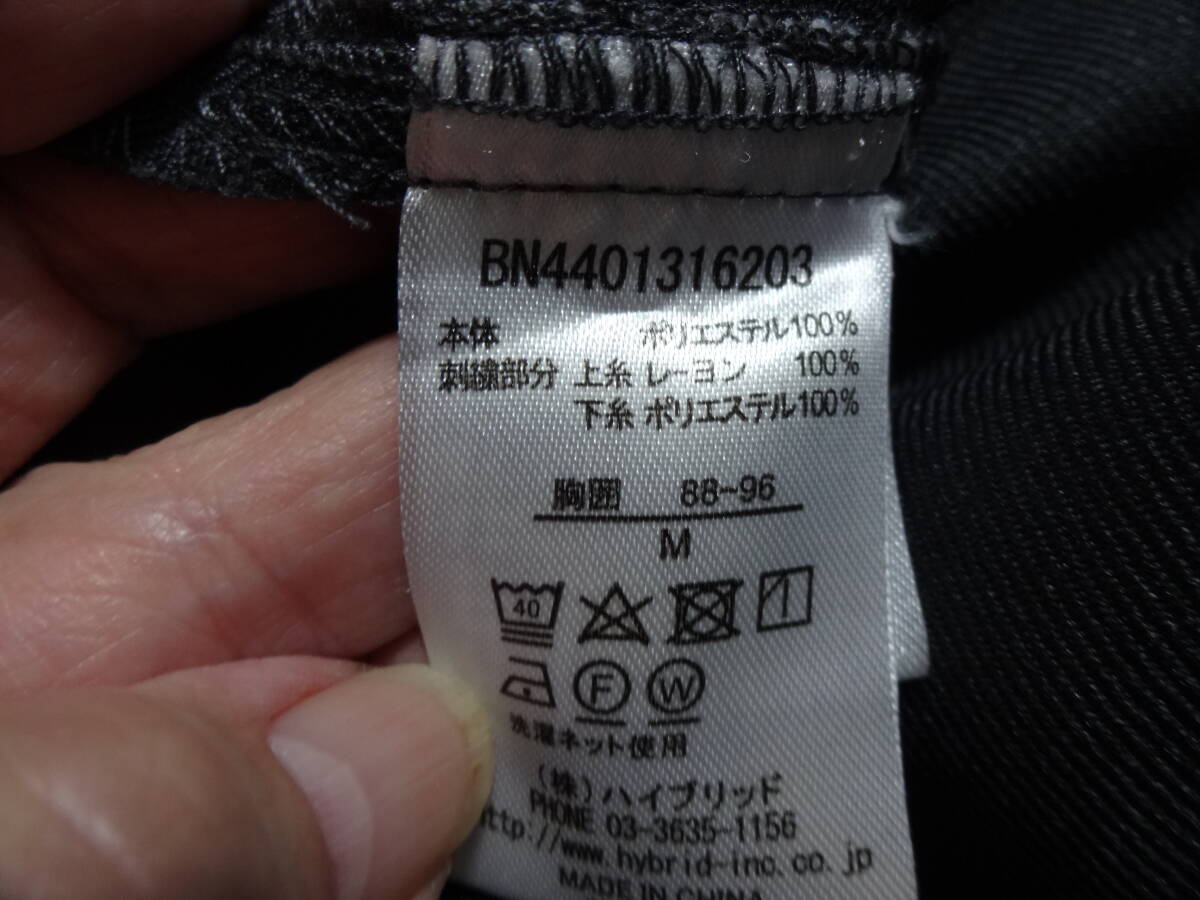 BN4401316203
本体 ポリエステル100%
刺繍部分 上糸 レーヨン 100%
下糸 ポリエステル100%
胸囲 88-96
M
40
F W
洗濯ネット使用
(株)ハイブリッド
PHONE 03-3635-1156
http://www.hybrid-inc.co.jp
MADE IN CHINA